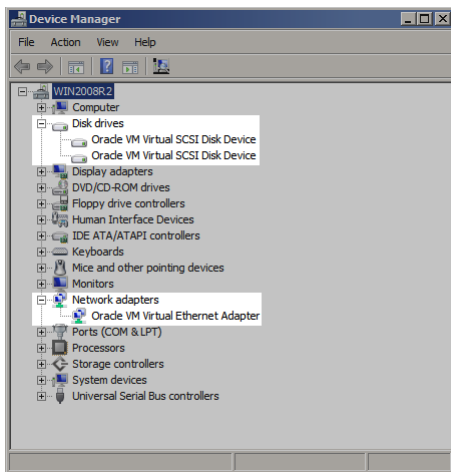 Device Manager
File Action View Help
WIN2008R2
Computer
Disk drives
Oracle VM Virtual SCSI Disk Device
Oracle VM Virtual SCSI Disk Device
Display adapters
DVD/CD-ROM drives
Floppy drive controllers
Human Interface Devices
IDE ATA/ATAPI controllers
Keyboards
Mice and other pointing devices
Monitors
Network adapters
Oracle VM Virtual Ethernet Adapter
Ports (COM & LPT)
Processors
Storage controllers
System devices
Universal Serial Bus controllers